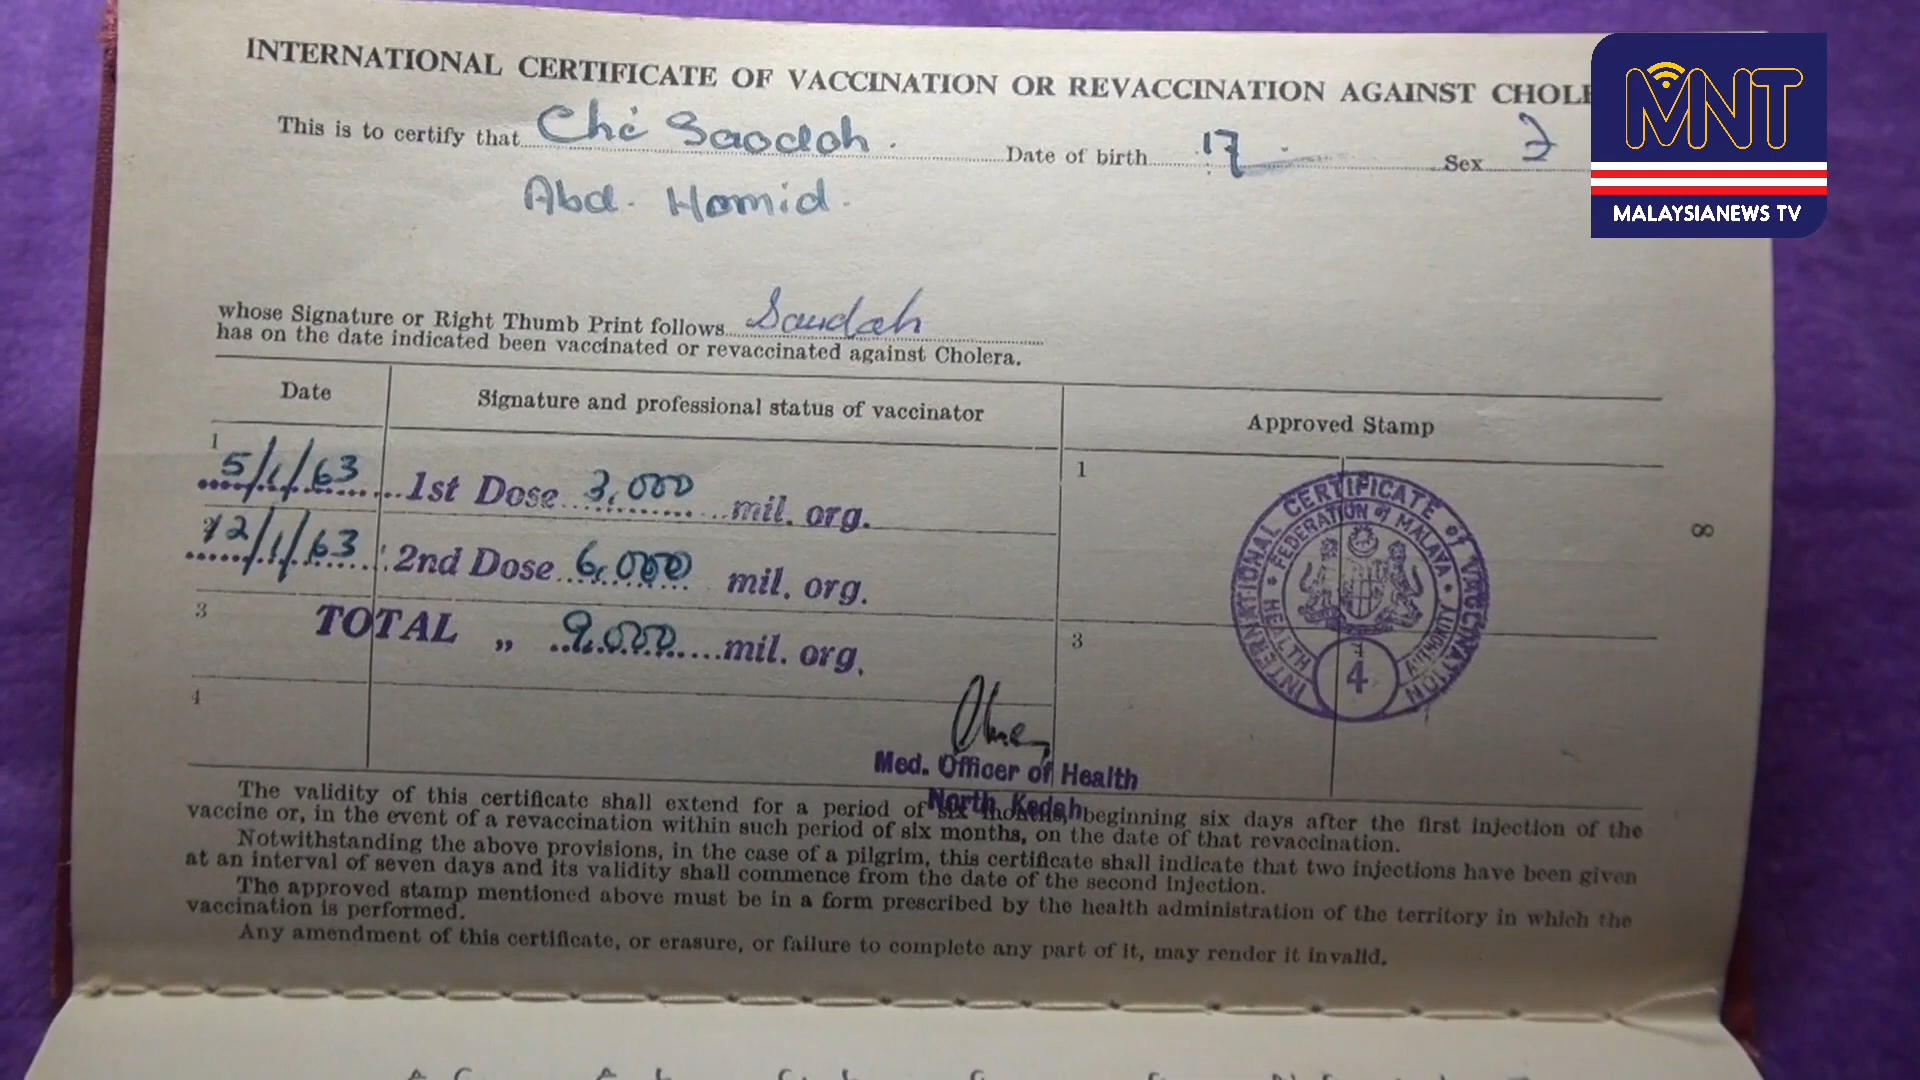 INTERNATIONAL CERTIFICATE OF VACCINATION OR REVACCINATION AGAINST CHOLE
MNT
MALAYSIANEWS TV
This is to certify that Che Saodah. Date of birth 17 Sex
Abd. Hamid.
whose Signature or Right Thumb Print follows Saudah
has on the date indicated been vaccinated or revaccinated against Cholera.
Date Signature and professional status of vaccinator Approved Stamp
1 5/1/63 1st Dose 3,000 mil. org. 1
12/1/63 2nd Dose 6,000 mil. org.
3 TOTAL „ 9.000 mil. org. 3
4
INTERNATIONAL CERTIFICATE of VACCINATION
FEDERATION of MALAYA
HEALTH AUTHORITY
4
8
Med. Officer of Health
North Kedah
The validity of this certificate shall extend for a period of six months, beginning six days after the first injection of the
vaccine or, in the event of a revaccination within such period of six months, on the date of that revaccination.
Notwithstanding the above provisions, in the case of a pilgrim, this certificate shall indicate that two injections have been given
at an interval of seven days and its validity shall commence from the date of the second injection.
The approved stamp mentioned above must be in a form prescribed by the health administration of the territory in which the
vaccination is performed.
Any amendment of this certificate, or erasure, or failure to complete any part of it, may render it invalid.